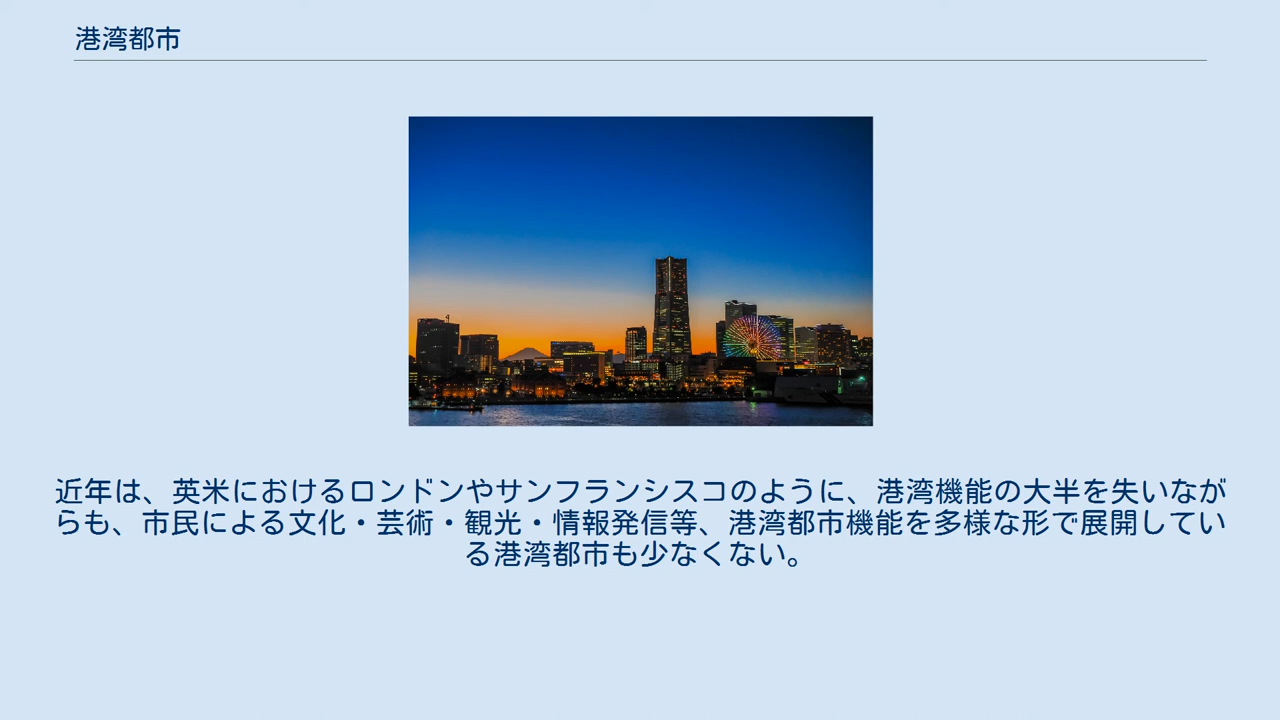 港湾都市
近年は、英米におけるロンドンやサンフランシスコのように、港湾機能の大半を失いなが
らも、市民による文化・芸術・観光・情報発信等、港湾都市機能を多様な形で展開してい
る港湾都市も少なくない。